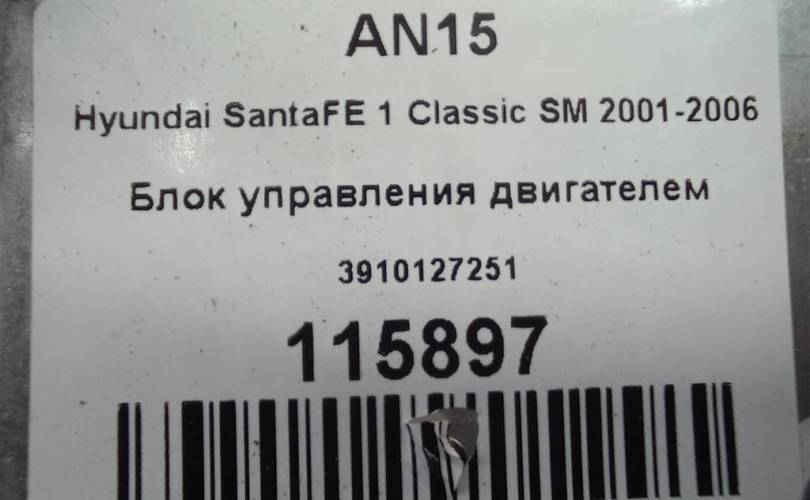 AN15
Hyundai SantaFE 1 Classic SM 2001-2006
Блок управления двигателем
3910127251
115897